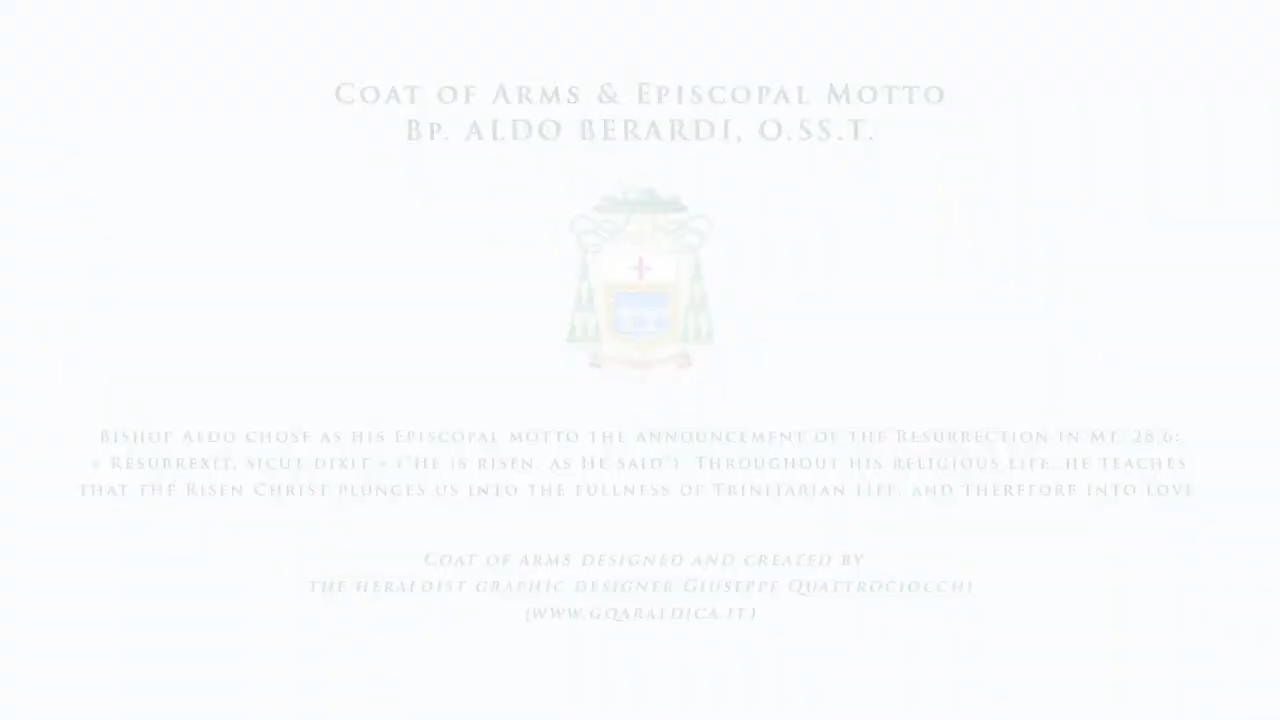 COAT OF ARMS & EPISCOPAL MOTTO
BP. ALDO BERARDI, O.SS.T.
BISHOP ALDO CHOSE AS HIS EPISCOPAL MOTTO THE ANNOUNCEMENT OF THE RESURRECTION IN MT. 28,6:
« RESURREXIT, SICUT DIXIT » ("HE IS RISEN, AS HE SAID"). THROUGHOUT HIS RELIGIOUS LIFE, HE TEACHES
THAT THE RISEN CHRIST PLUNGES US INTO THE FULLNESS OF TRINITARIAN LIFE, AND THEREFORE INTO LOVE
COAT OF ARMS DESIGNED AND CREATED BY
THE HERALDIST GRAPHIC DESIGNER GIUSEPPE QUATTROCIOCCHI
(WWW.GQARALDICA.IT)